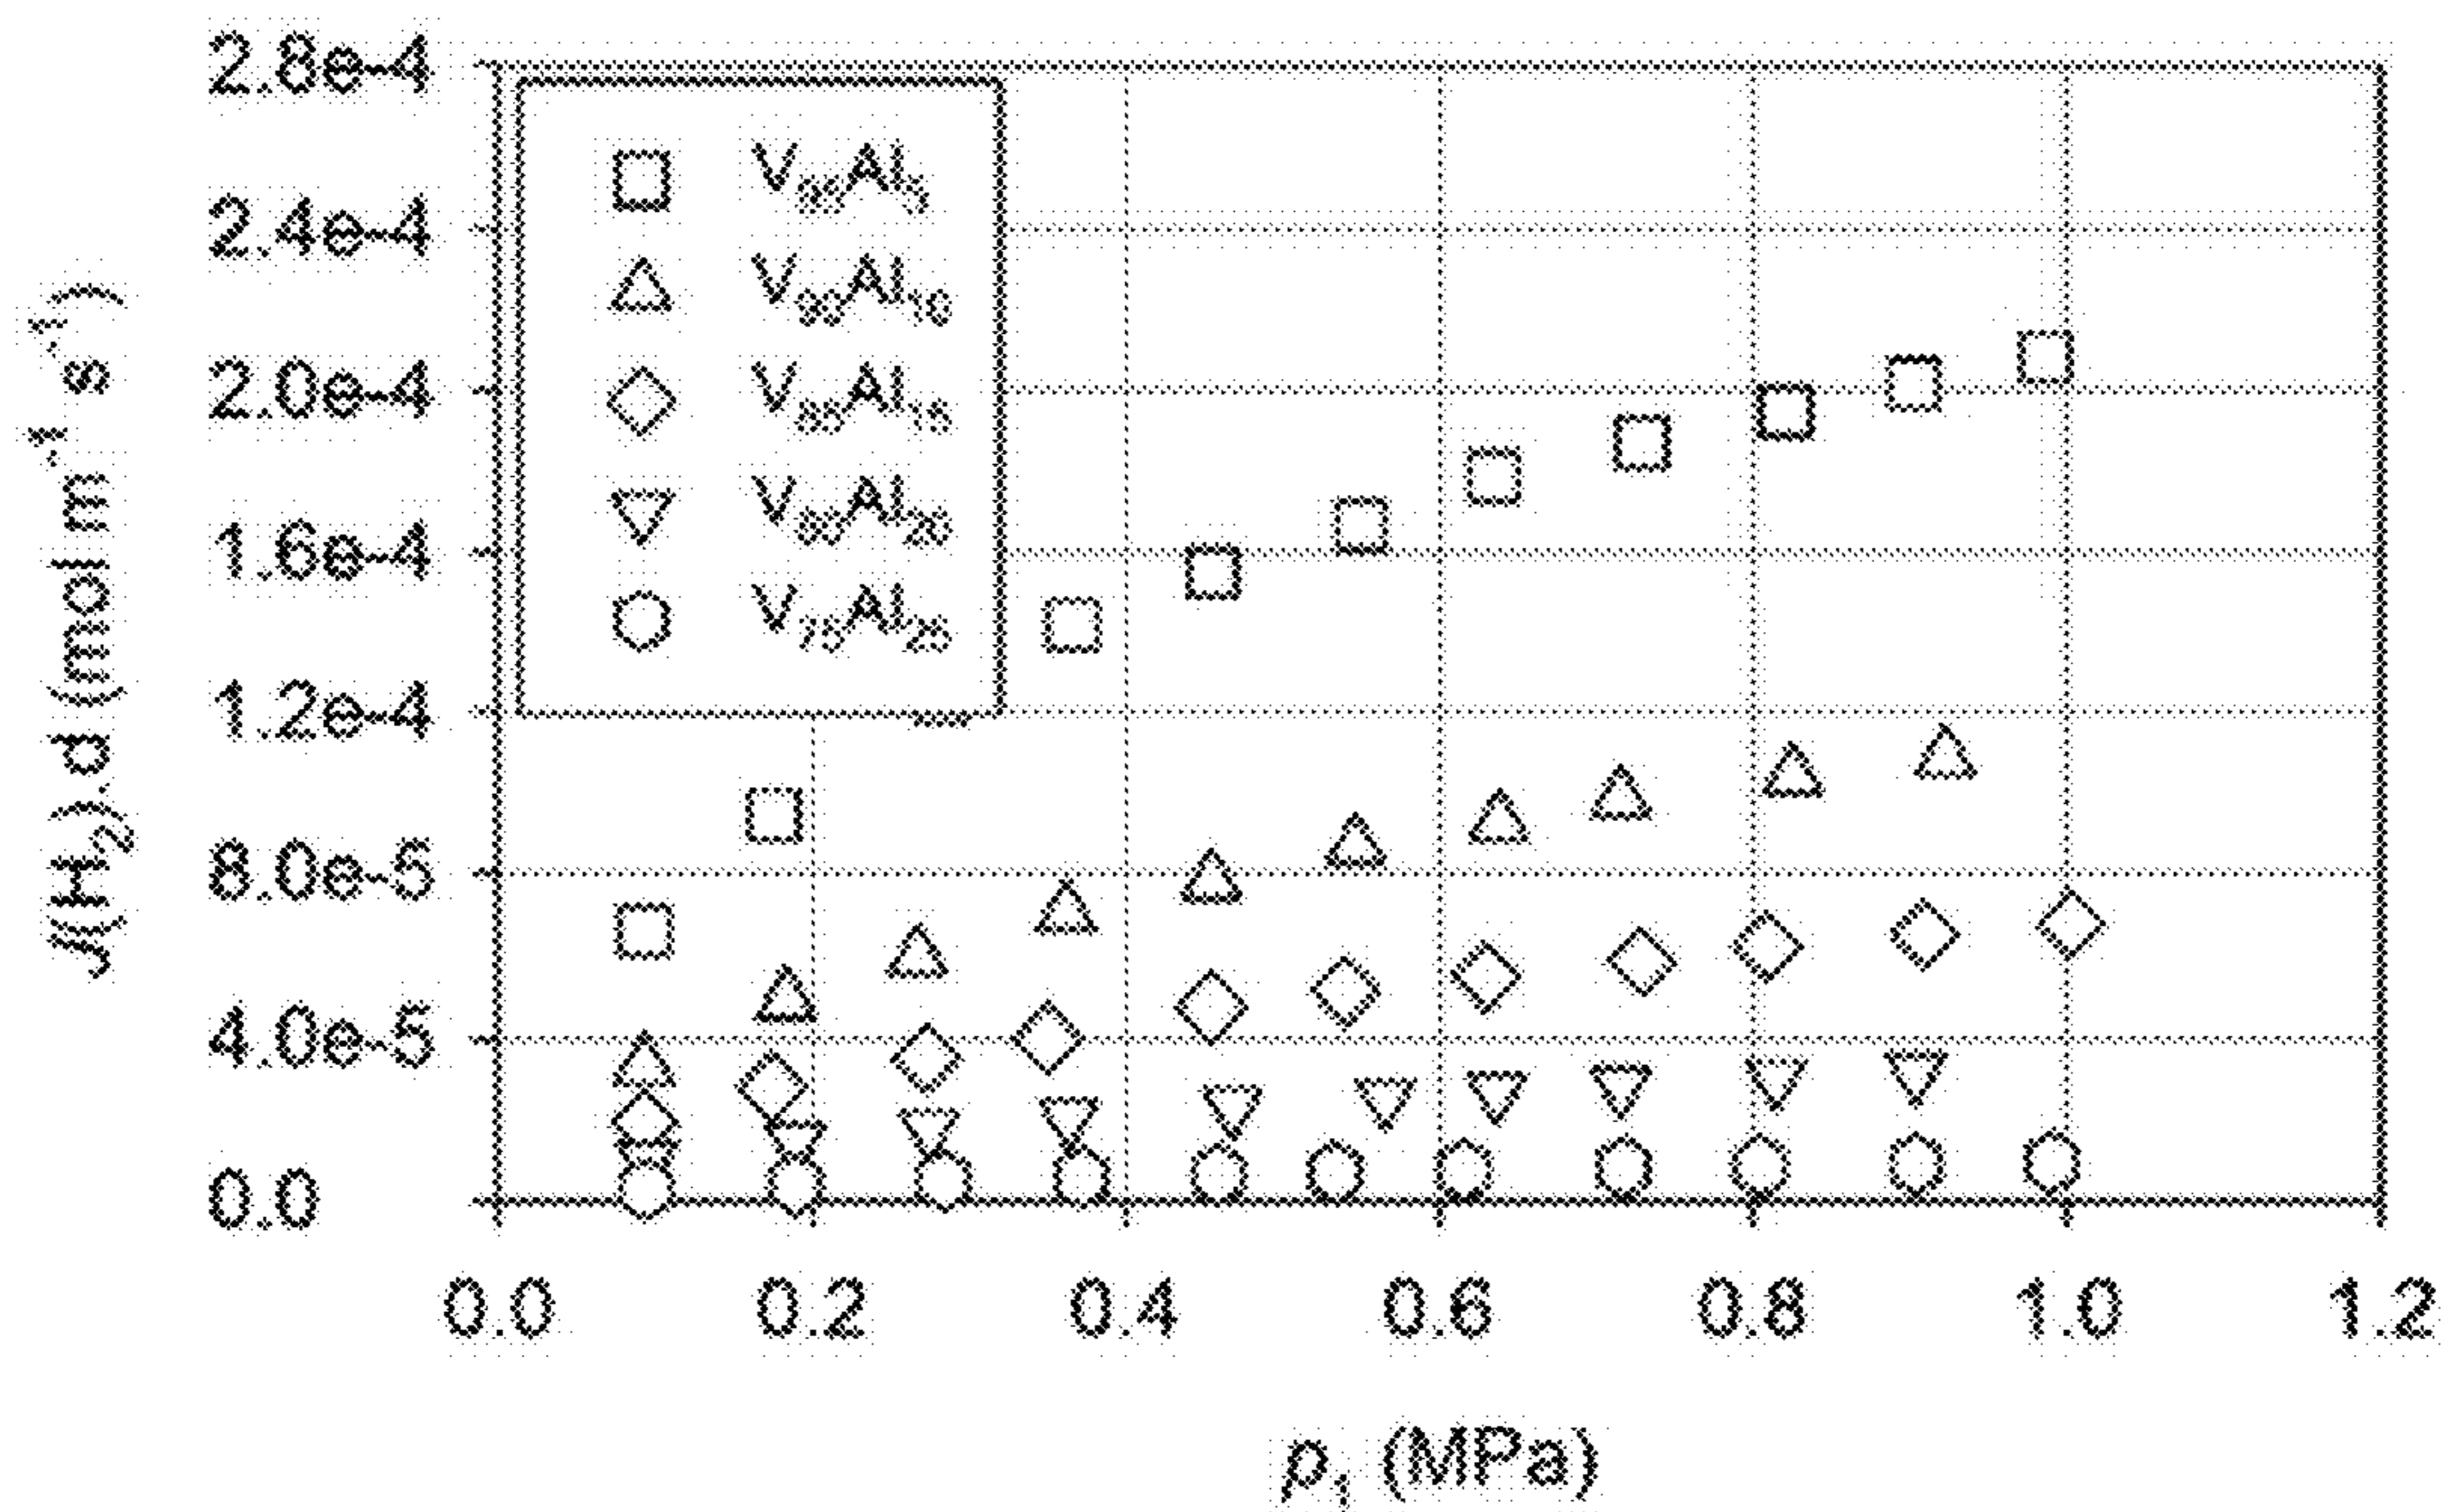 2.8e-4
2.4e-4
2.0e-4
1.6e-4
1.2e-4
8.0e-5
4.0e-5
0.0
J(H₂).d (mol m⁻¹ s⁻¹)
V₉₅Al₅
V₉₀Al₁₀
V₈₅Al₁₅
V₈₀Al₂₀
V₇₅Al₂₅
0.0 0.2 0.4 0.6 0.8 1.0 1.2
p₁ (MPa)